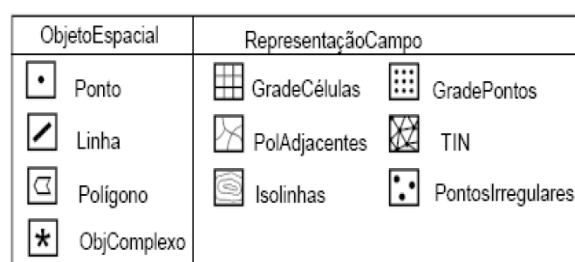 ObjetoEspacial
RepresentaçãoCampo
Ponto
GradeCélulas
GradePontos
Linha
PolAdjacentes
TIN
Polígono
Isolinhas
PontosIrregulares
ObjComplexo